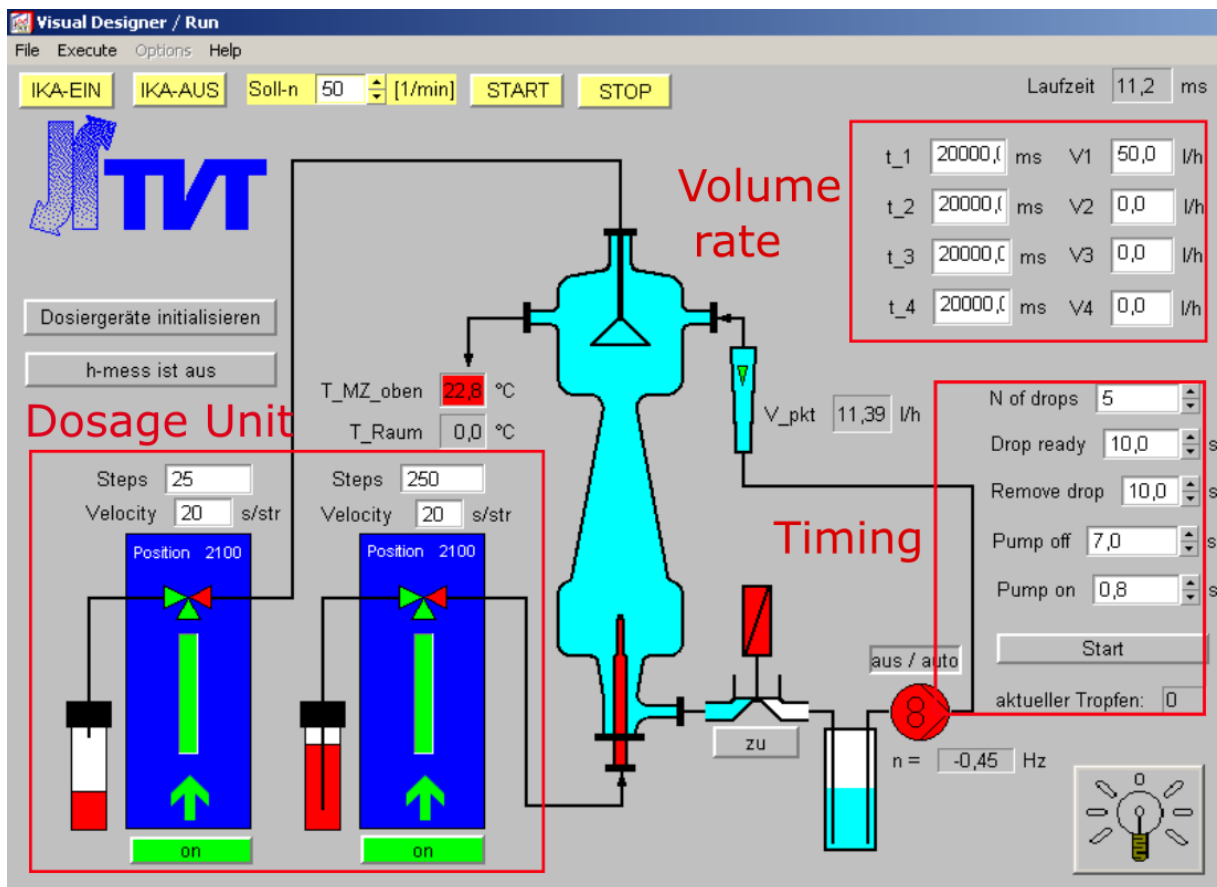 Visual Designer / Run
File Execute Options Help
IKA-EIN IKA-AUS Soll-n 50 [1/min] START STOP Laufzeit 11,2 ms
TVT
Volume
rate
t_1 20000,( ms V1 50,0 l/h
t_2 20000,( ms V2 0,0 l/h
t_3 20000,( ms V3 0,0 l/h
t_4 20000,( ms V4 0,0 l/h
Dosiergeräte initialisieren
h-mess ist aus
T_MZ_oben 22,8 °C
T_Raum 0,0 °C
V_pkt 11,39 l/h
Dosage Unit
Steps 25
Velocity 20 s/str
Position 2100
on
Steps 250
Velocity 20 s/str
Position 2100
on
Timing
N of drops 5
Drop ready 10,0 s
Remove drop 10,0 s
Pump off 7,0 s
Pump on 0,8 s
Start
aktueller Tropfen: 0
aus / auto
8
zu
n = -0,45 Hz